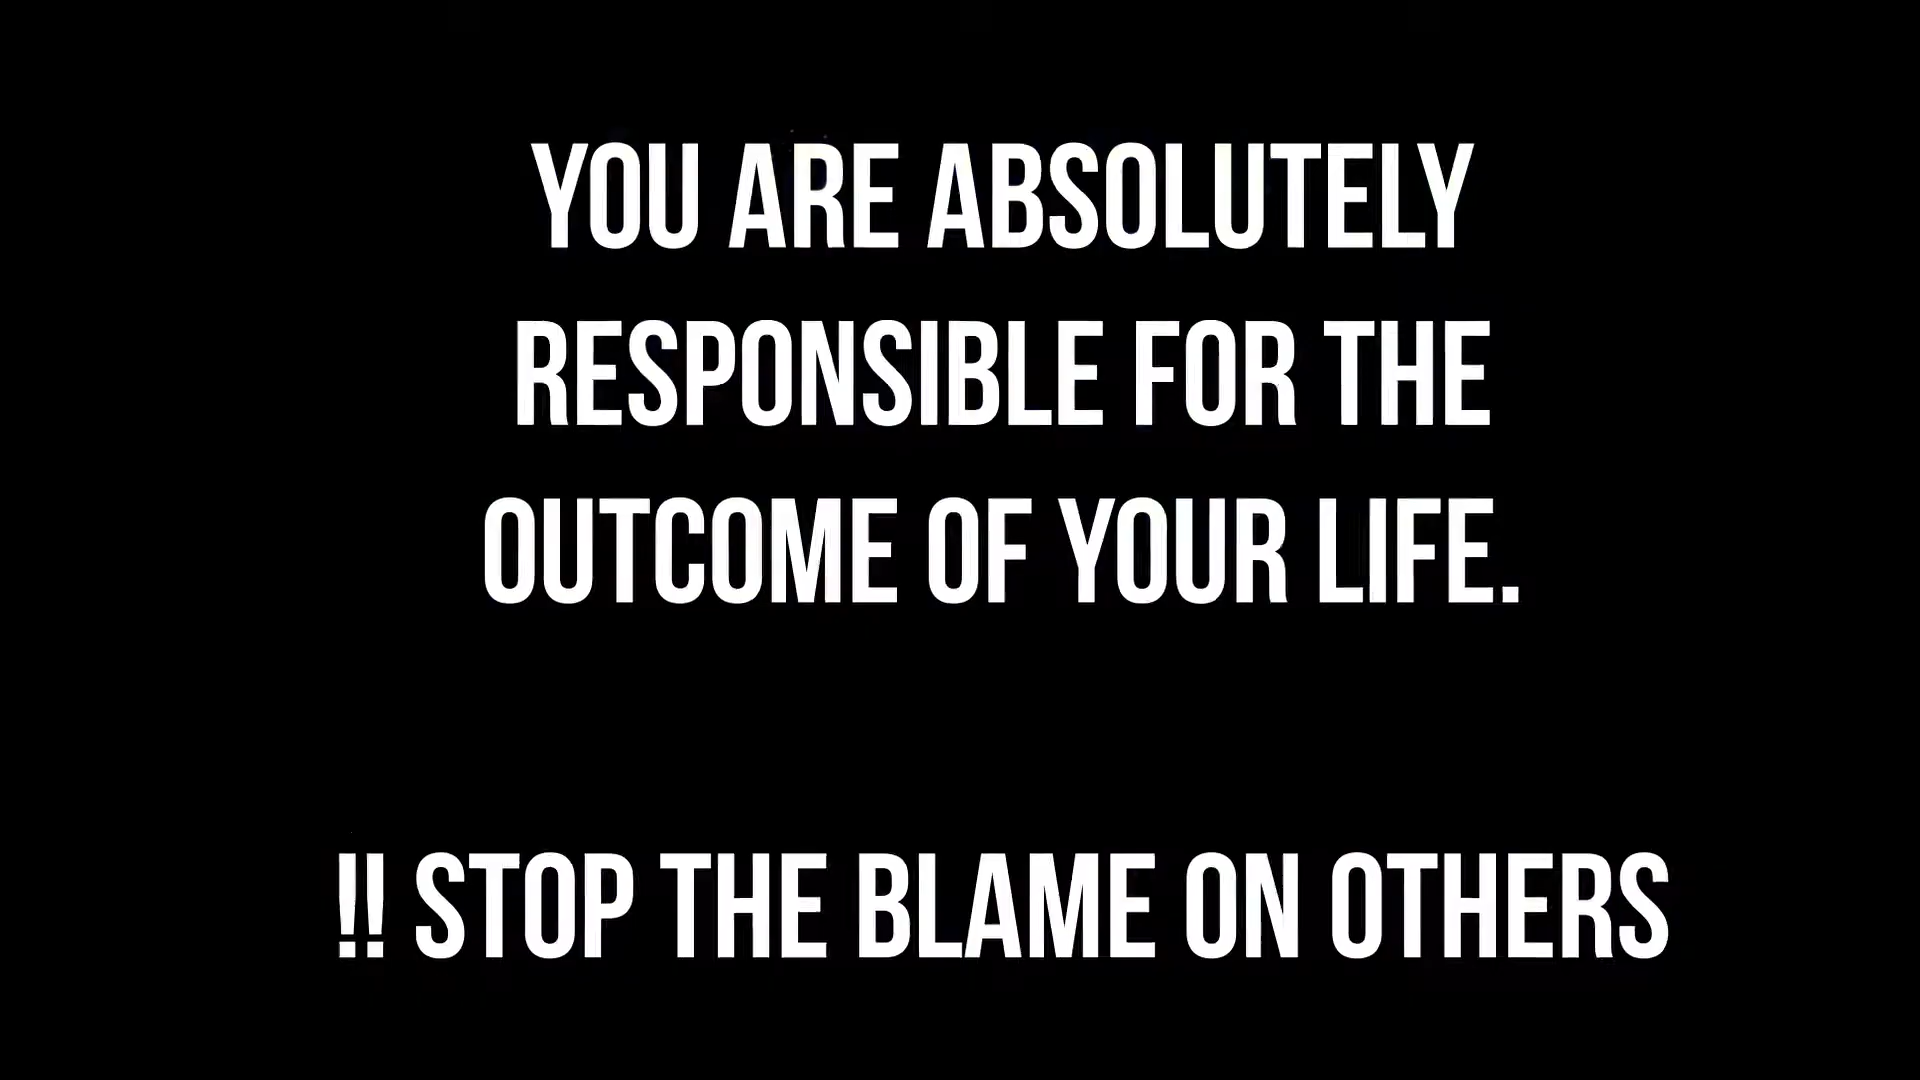 YOU ARE ABSOLUTELY
RESPONSIBLE FOR THE
OUTCOME OF YOUR LIFE.
!! STOP THE BLAME ON OTHERS